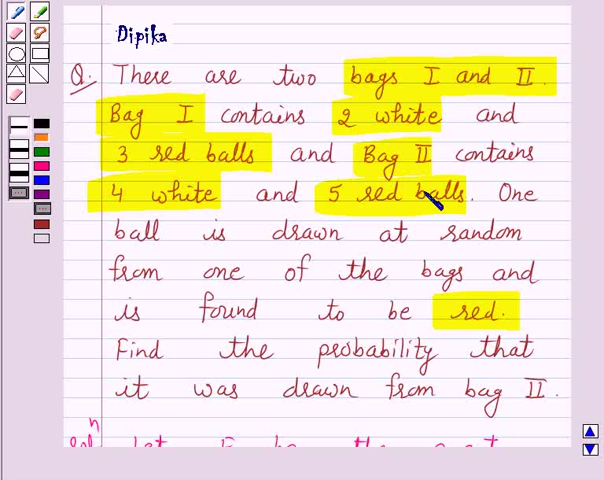 Dipika
Q. There are two bags I and II.
Bag I contains 2 white and
3 red balls and Bag II contains
4 white and 5 red balls. One
ball is drawn at random
from one of the bags and
is found to be red.
Find the probability that
it was drawn from bag II.